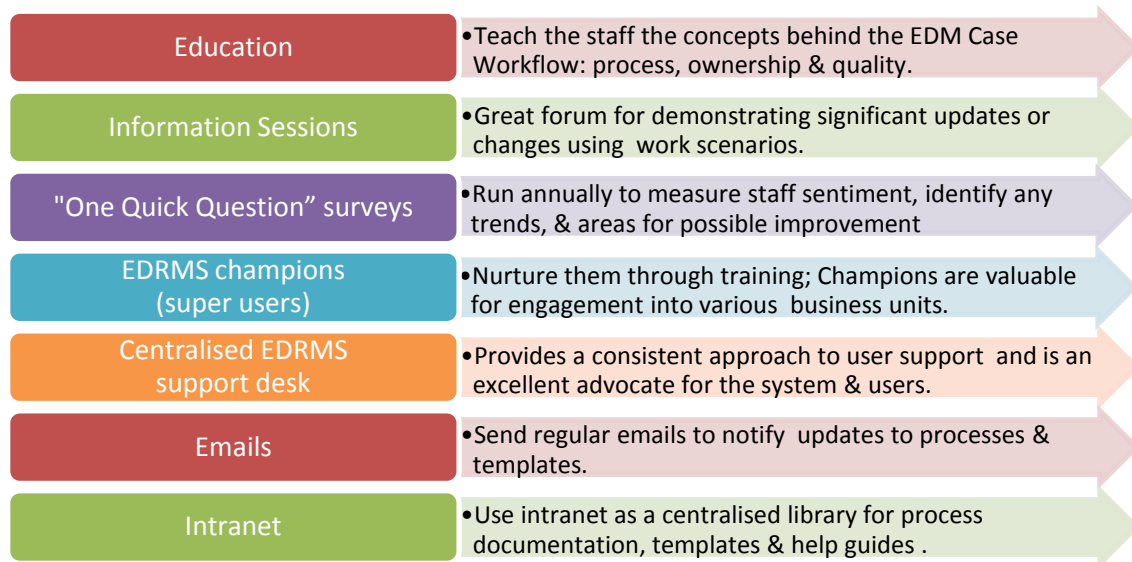 Education
•Teach the staff the concepts behind the EDM Case
Workflow: process, ownership & quality.
Information Sessions
•Great forum for demonstrating significant updates or
changes using work scenarios.
"One Quick Question” surveys
•Run annually to measure staff sentiment, identify any
trends, & areas for possible improvement
EDRMS champions
(super users)
•Nurture them through training; Champions are valuable
for engagement into various business units.
Centralised EDRMS
support desk
•Provides a consistent approach to user support and is an
excellent advocate for the system & users.
Emails
•Send regular emails to notify updates to processes &
templates.
Intranet
•Use intranet as a centralised library for process
documentation, templates & help guides .